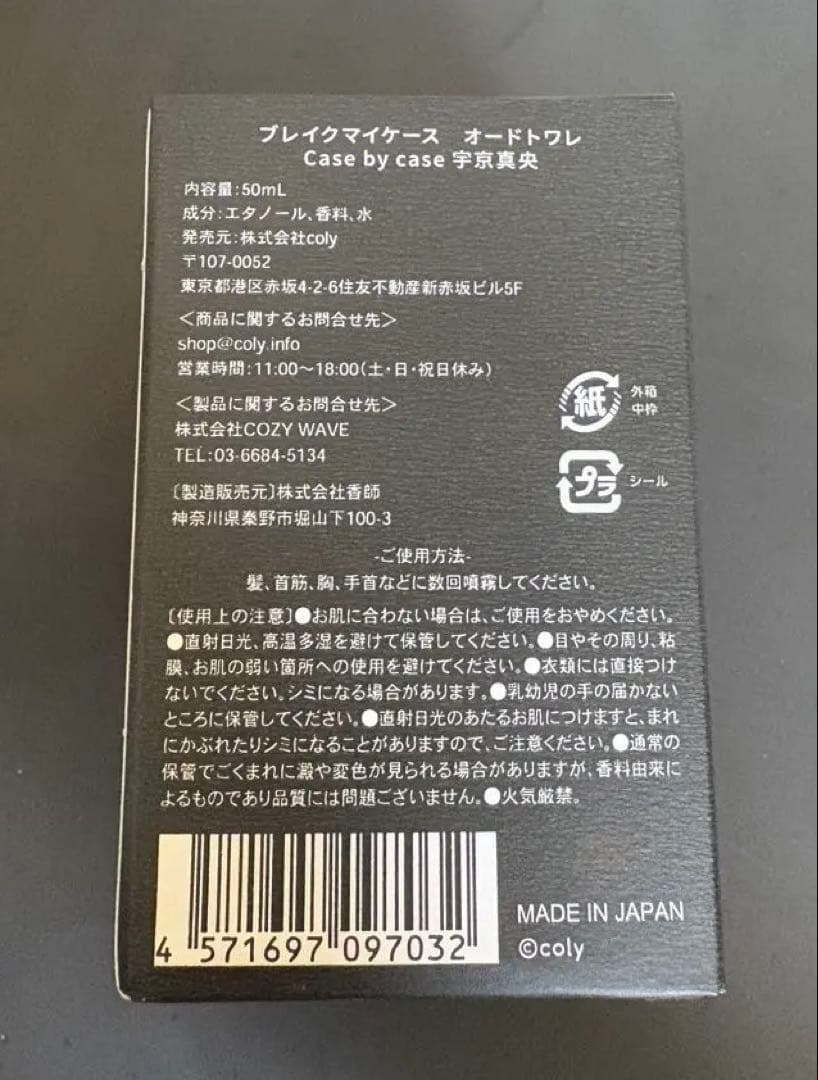 ブレイクマイケース　オードトワレ
Case by case 宇京真央
内容量:50mL
成分:エタノール、香料、水
発売元:株式会社coly
〒107-0052
東京都港区赤坂4-2-6住友不動産新赤坂ビル5F
＜商品に関するお問合せ先＞
shop@coly.info
営業時間:11:00～18:00(土・日・祝日休み)
＜製品に関するお問合せ先＞
株式会社COZY WAVE
TEL:03-6684-5134
〔製造販売元〕株式会社香師
神奈川県秦野市堀山下100-3
紙 外箱
中枠
プラ シール
-ご使用方法-
髪、首筋、胸、手首などに数回噴霧してください。
〔使用上の注意〕●お肌に合わない場合は、ご使用をおやめください。
●直射日光、高温多湿を避けて保管してください。●目やその周り、粘
膜、お肌の弱い箇所への使用を避けてください。●衣類には直接つけ
ないでください。シミになる場合があります。●乳幼児の手の届かない
ところに保管してください。●直射日光のあたるお肌につけますと、まれ
にかぶれたりシミになることがありますので、ご注意ください。●通常の
保管でごくまれに澱や変色が見られる場合がありますが、香料由来に
よるものであり品質には問題ございません。●火気厳禁。
4 571697 097032
MADE IN JAPAN
©coly